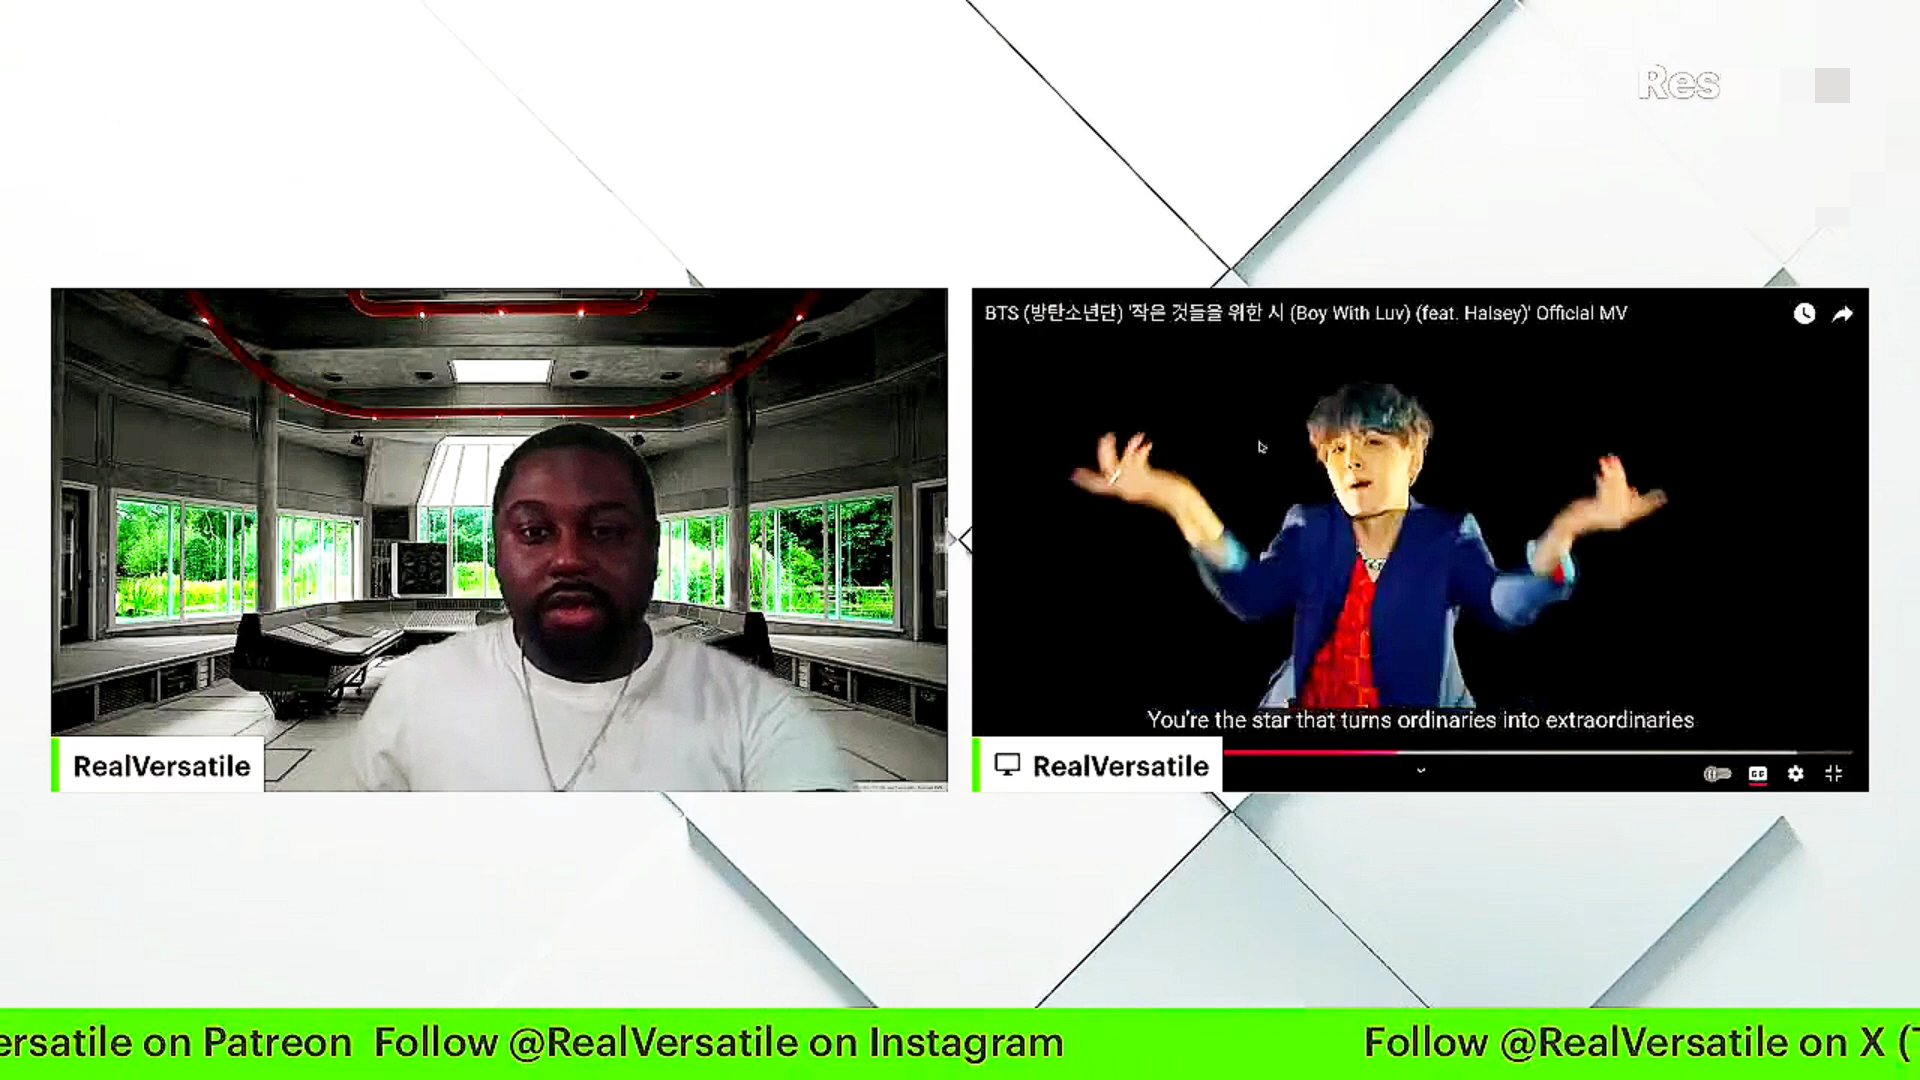 Res
BTS (방탄소년단) '작은 것들을 위한 시 (Boy With Luv) (feat. Halsey)' Official MV
You're the star that turns ordinaries into extraordinaries
RealVersatile
RealVersatile
ersatile on Patreon Follow @RealVersatile on Instagram Follow @RealVersatile on X (T